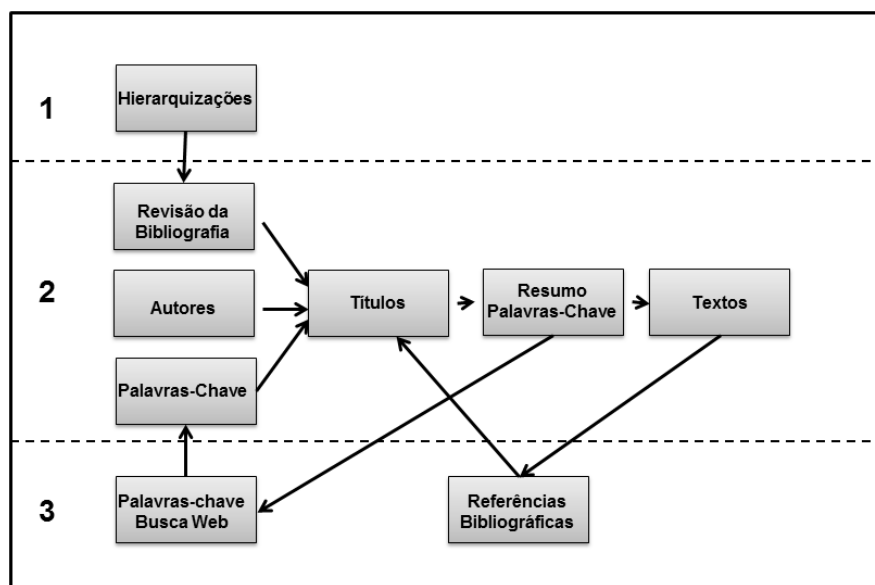 1
Hierarquizações
Revisão da
Bibliografia
2
Autores
Títulos
Resumo
Palavras-Chave
Textos
Palavras-Chave
3
Palavras-chave
Busca Web
Referências
Bibliográficas